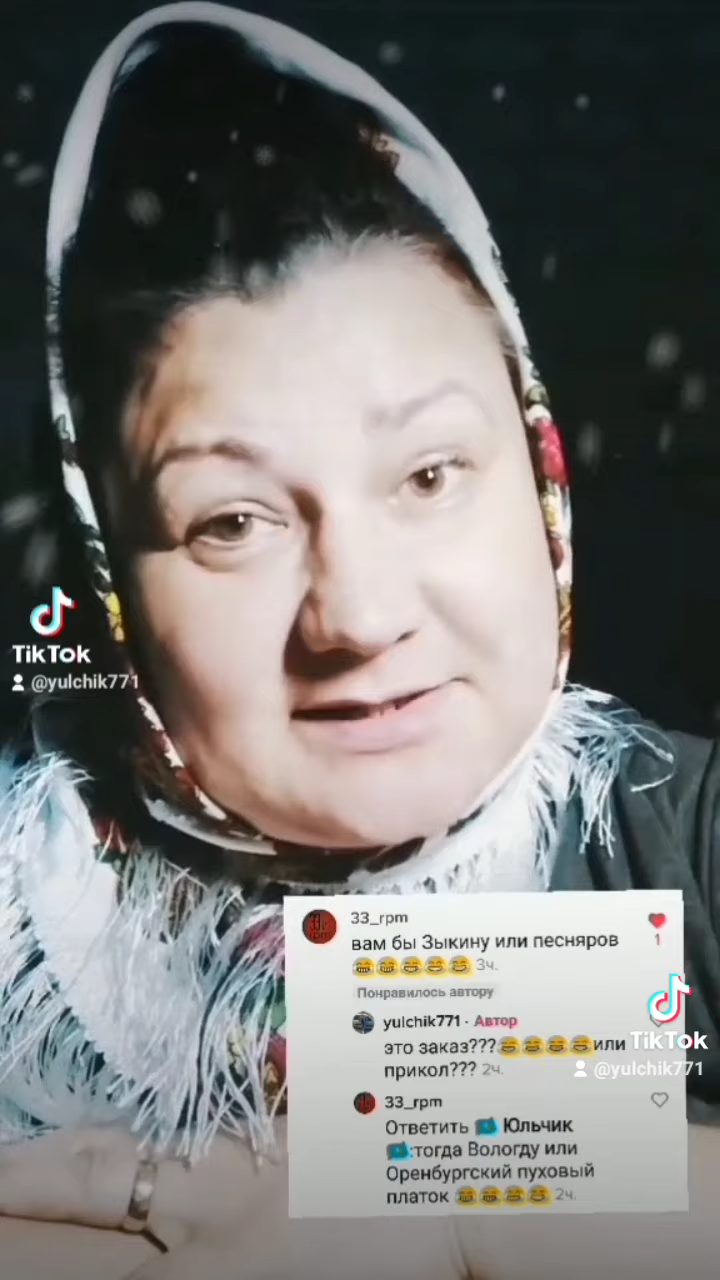 TikTok
@yulchik771
33_rpm
вам бы Зыкину или песняров
😂😂😂😂😂 3ч.
1
Понравилось автору
yulchik771 · Автор
это заказ???😂😂😂😂или
прикол??? 2ч.
33_rpm
Ответить 🇰🇿 Юльчик
🇰🇿:тогда Вологду или
Оренбургский пуховый
платок 😂😂😂😂 2ч.
TikTok
@yulchik771